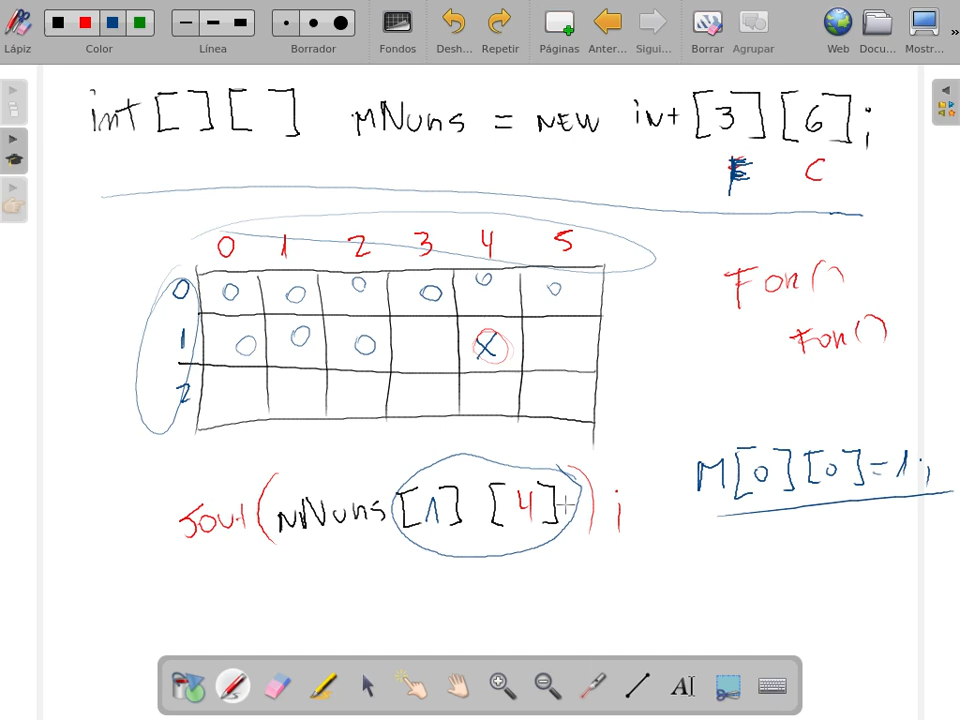 Lápiz Color Línea Borrador Fondos Desh... Repetir Páginas Anter... Sigui... Borrar Agrupar Web Docu... Mostr... »
int [ ] [ ] mNums = NEW int [3] [6];
F C
0 1 2 3 4 5
0 0 0 0 0 0 0
1 0 0 0 X
2
For()
For()
M[0][0]=1;
Sout(mNums[1] [4]);
AI